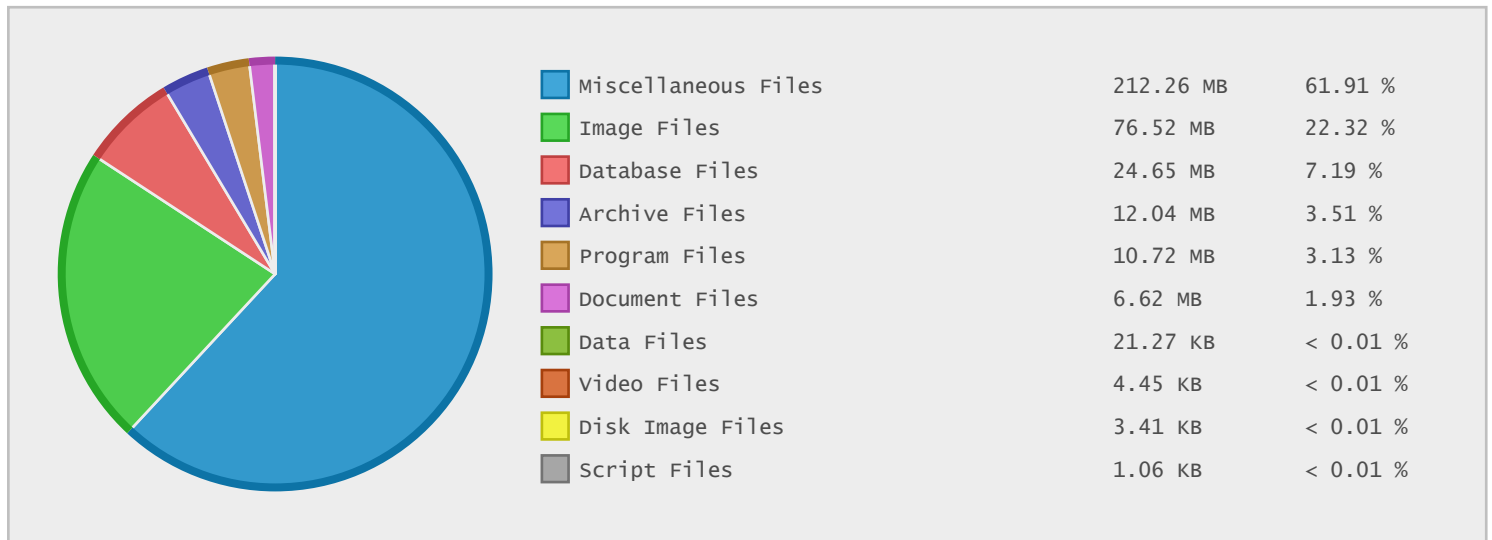 Miscellaneous Files 212.26 MB 61.91 %
Image Files 76.52 MB 22.32 %
Database Files 24.65 MB 7.19 %
Archive Files 12.04 MB 3.51 %
Program Files 10.72 MB 3.13 %
Document Files 6.62 MB 1.93 %
Data Files 21.27 KB < 0.01 %
Video Files 4.45 KB < 0.01 %
Disk Image Files 3.41 KB < 0.01 %
Script Files 1.06 KB < 0.01 %